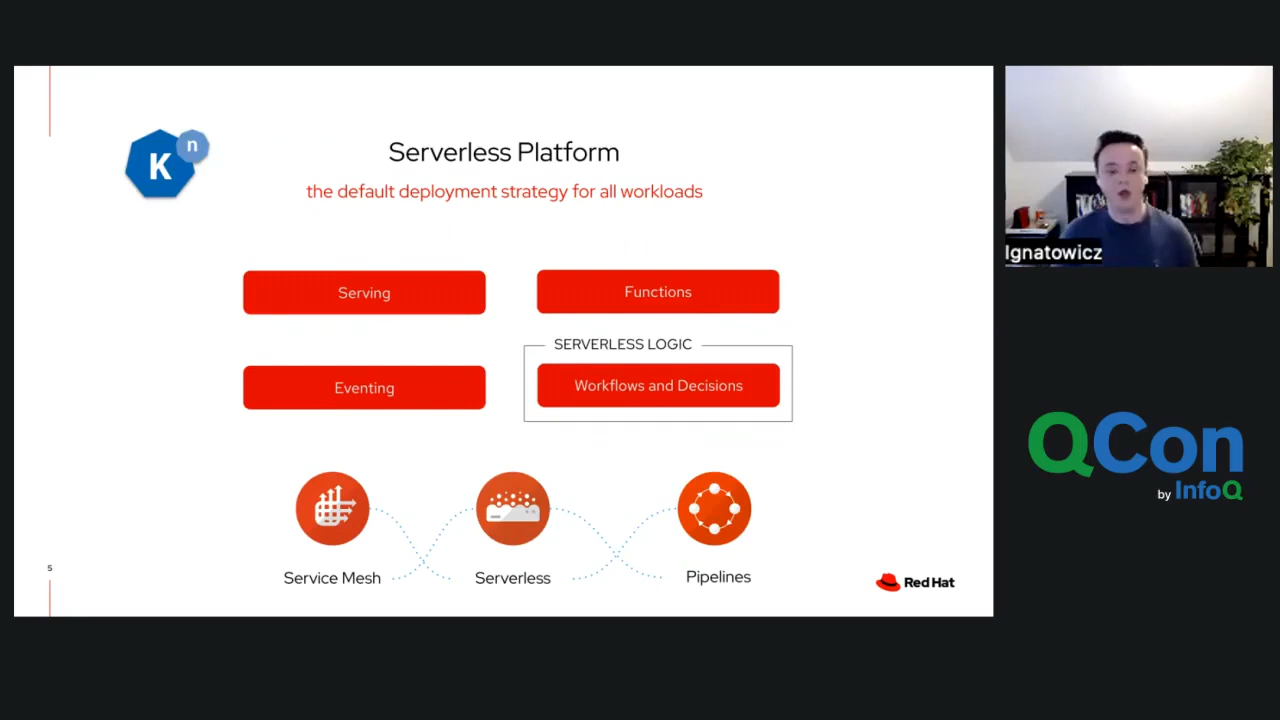 K
n
Serverless Platform
the default deployment strategy for all workloads
Serving
Functions
SERVERLESS LOGIC
Eventing
Workflows and Decisions
Service Mesh
Serverless
Pipelines
5
Red Hat
Ignatowicz
QCon
by InfoQ